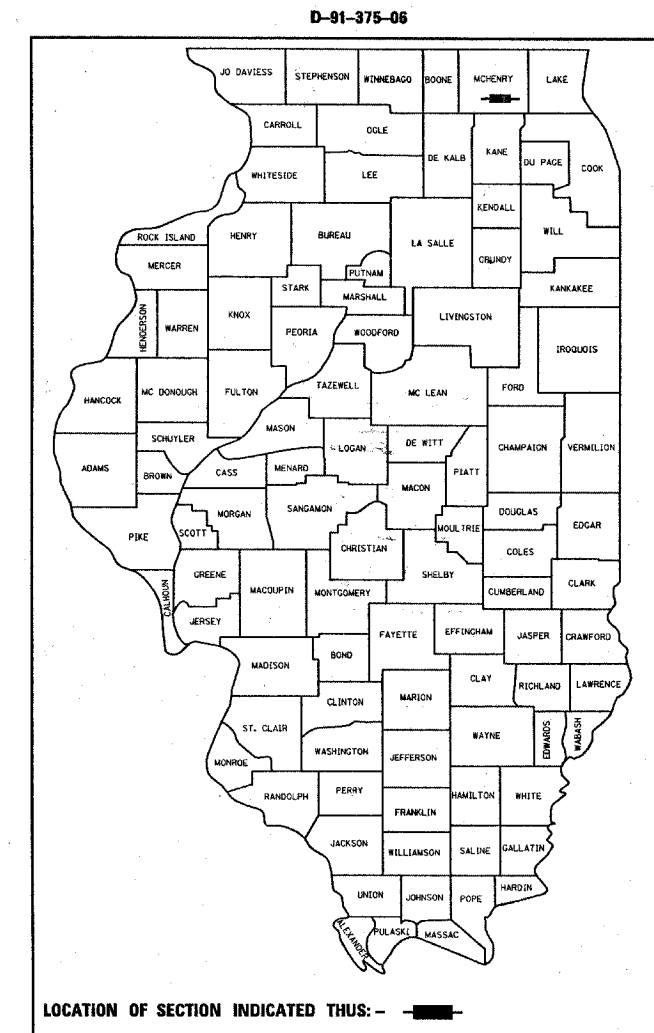 D-91-375-06
JO DAVIESS
STEPHENSON
WINNEBAGO
BOONE
MCHENRY
LAKE
CARROLL
OGLE
DE KALB
KANE
DU PAGE
COOK
WHITESIDE
LEE
KENDALL
ROCK ISLAND
HENRY
BUREAU
LA SALLE
WILL
MERCER
PUTNAM
GRUNDY
STARK
MARSHALL
KANKAKEE
HENDERSON
WARREN
KNOX
PEORIA
WOODFORD
LIVINGSTON
IROQUOIS
HANCOCK
MC DONOUGH
FULTON
TAZEWELL
MC LEAN
FORD
MASON
SCHUYLER
LOGAN
DE WITT
CHAMPAIGN
VERMILION
ADAMS
BROWN
CASS
MENARD
PIATT
MACON
MORGAN
SANGAMON
DOUGLAS
EDGAR
PIKE
SCOTT
MOULTRIE
CHRISTIAN
COLES
CALHOUN
GREENE
MACOUPIN
MONTGOMERY
SHELBY
CUMBERLAND
CLARK
JERSEY
FAYETTE
EFFINGHAM
JASPER
CRAWFORD
MADISON
BOND
CLAY
RICHLAND
LAWRENCE
CLINTON
MARION
ST. CLAIR
WAYNE
EDWARDS
WABASH
WASHINGTON
JEFFERSON
MONROE
RANDOLPH
PERRY
HAMILTON
WHITE
FRANKLIN
JACKSON
WILLIAMSON
SALINE
GALLATIN
UNION
JOHNSON
POPE
HARDIN
ALEXANDER
PULASKI
MASSAC
LOCATION OF SECTION INDICATED THUS: -